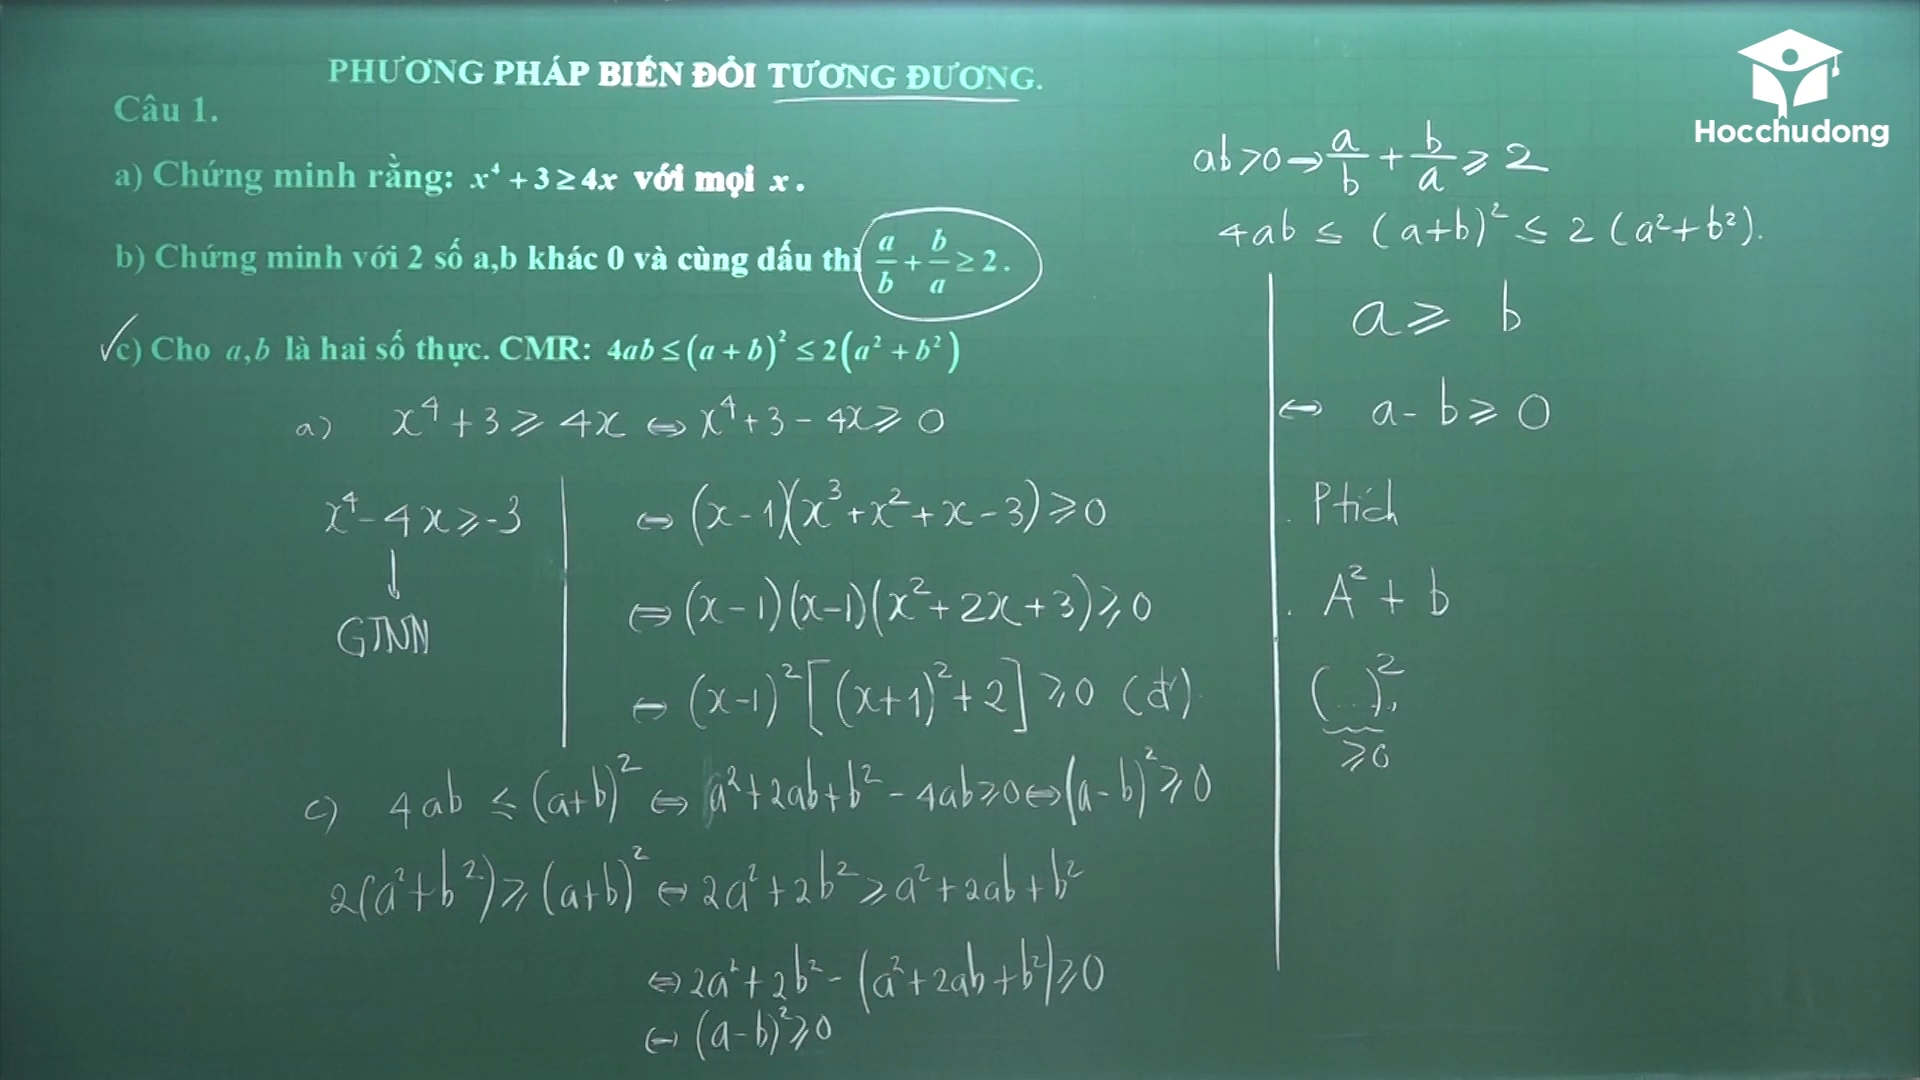 PHƯƠNG PHÁP BIẾN ĐỔI TƯƠNG ĐƯƠNG.
Hocchudong
Câu 1.
a) Chứng minh rằng: x⁴ + 3 ≥ 4x với mọi x.
b) Chứng minh với 2 số a,b khác 0 và cùng dấu thì a/b + b/a ≥ 2.
✓c) Cho a,b là hai số thực. CMR: 4ab ≤ (a + b)² ≤ 2(a² + b²)
a) x⁴ + 3 ≥ 4x ⇔ x⁴ + 3 - 4x ≥ 0
x⁴ - 4x ≥ -3
↓
GTNN
⇔ (x-1)(x³ + x² + x - 3) ≥ 0
⇔ (x-1)(x-1)(x² + 2x + 3) ≥ 0
⇔ (x-1)² [(x+1)² + 2] ≥ 0 (đ)
c) 4ab ≤ (a+b)² ⇔ a² + 2ab + b² - 4ab ≥ 0 ⇔ (a-b)² ≥ 0
2(a² + b²) ≥ (a+b)² ⇔ 2a² + 2b² ≥ a² + 2ab + b²
⇔ 2a² + 2b² - (a² + 2ab + b²) ≥ 0
⇔ (a-b)² ≥ 0
ab > 0 → a/b + b/a ≥ 2
4ab ≤ (a+b)² ≤ 2(a² + b²).
a ≥ b
⇔ a - b ≥ 0
. Ptích
. A² + b
(...)²
≥ 0